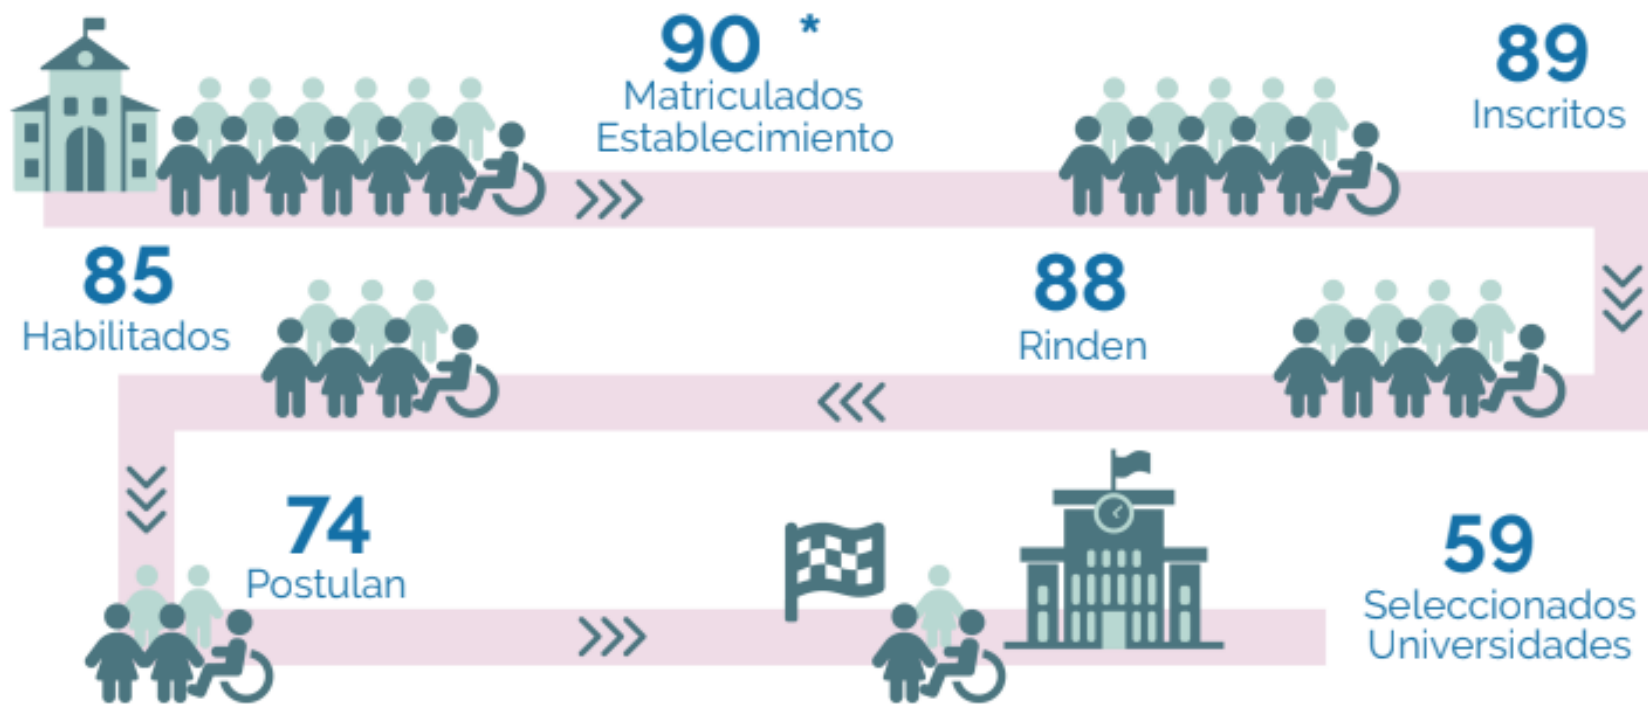 90 *
Matriculados
Establecimiento
89
Inscritos
88
Rinden
85
Habilitados
74
Postulan
59
Seleccionados
Universidades